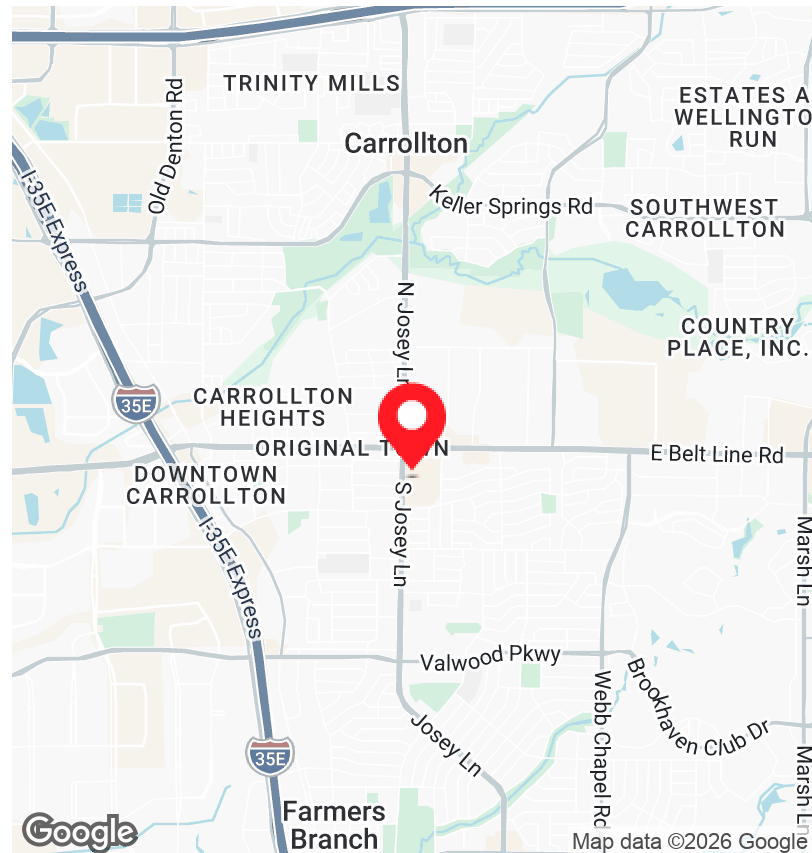 TRINITY MILLS
ESTATES A
WELLINGTO
RUN
Old Denton Rd
Carrollton
Keller Springs Rd
SOUTHWEST
CARROLLTON
I-35E Express
N Josey Ln
COUNTRY
PLACE, INC.
35E
CARROLLTON
HEIGHTS
ORIGINAL T WN
E Belt Line Rd
DOWNTOWN
CARROLLTON
S Josey Ln
I-35E Express
Marsh Ln
Valwood Pkwy
Webb Chapel Rd
Brookhaven Club Dr
Josey Ln
35E
Marsh Ln
Farmers
Branch
Google
Map data ©2026 Google